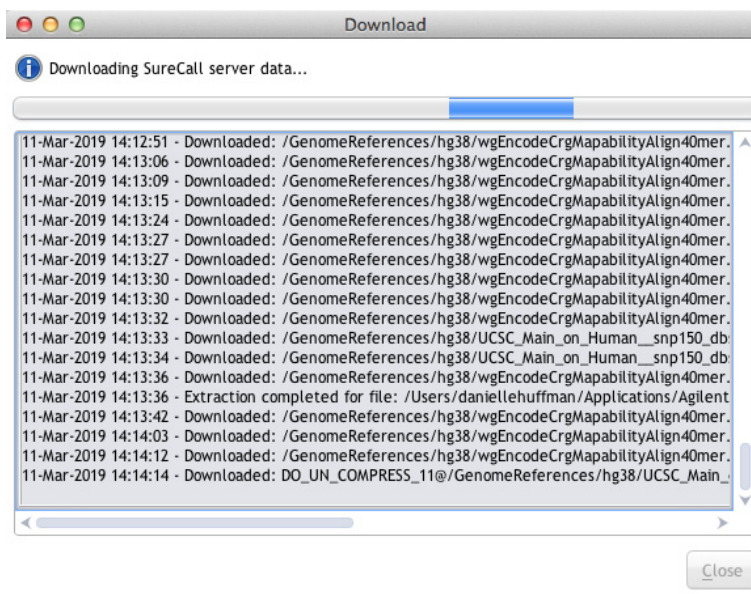 Download
Downloading SureCall server data...
11-Mar-2019 14:12:51 - Downloaded: /GenomeReferences/hg38/wgEncodeCrgMapabilityAlign40mer.
11-Mar-2019 14:13:06 - Downloaded: /GenomeReferences/hg38/wgEncodeCrgMapabilityAlign40mer.
11-Mar-2019 14:13:09 - Downloaded: /GenomeReferences/hg38/wgEncodeCrgMapabilityAlign40mer.
11-Mar-2019 14:13:15 - Downloaded: /GenomeReferences/hg38/wgEncodeCrgMapabilityAlign40mer.
11-Mar-2019 14:13:24 - Downloaded: /GenomeReferences/hg38/wgEncodeCrgMapabilityAlign40mer.
11-Mar-2019 14:13:27 - Downloaded: /GenomeReferences/hg38/wgEncodeCrgMapabilityAlign40mer.
11-Mar-2019 14:13:27 - Downloaded: /GenomeReferences/hg38/wgEncodeCrgMapabilityAlign40mer.
11-Mar-2019 14:13:30 - Downloaded: /GenomeReferences/hg38/wgEncodeCrgMapabilityAlign40mer.
11-Mar-2019 14:13:30 - Downloaded: /GenomeReferences/hg38/wgEncodeCrgMapabilityAlign40mer.
11-Mar-2019 14:13:32 - Downloaded: /GenomeReferences/hg38/wgEncodeCrgMapabilityAlign40mer.
11-Mar-2019 14:13:33 - Downloaded: /GenomeReferences/hg38/UCSC_Main_on_Human__snp150_db
11-Mar-2019 14:13:34 - Downloaded: /GenomeReferences/hg38/UCSC_Main_on_Human__snp150_db
11-Mar-2019 14:13:36 - Downloaded: /GenomeReferences/hg38/wgEncodeCrgMapabilityAlign40mer.
11-Mar-2019 14:13:36 - Extraction completed for file: /Users/daniellehuffman/Applications/Agilent
11-Mar-2019 14:13:42 - Downloaded: /GenomeReferences/hg38/wgEncodeCrgMapabilityAlign40mer.
11-Mar-2019 14:14:03 - Downloaded: /GenomeReferences/hg38/wgEncodeCrgMapabilityAlign40mer.
11-Mar-2019 14:14:12 - Downloaded: /GenomeReferences/hg38/wgEncodeCrgMapabilityAlign40mer.
11-Mar-2019 14:14:14 - Downloaded: DO_UN_COMPRESS_11@/GenomeReferences/hg38/UCSC_Main_
Close